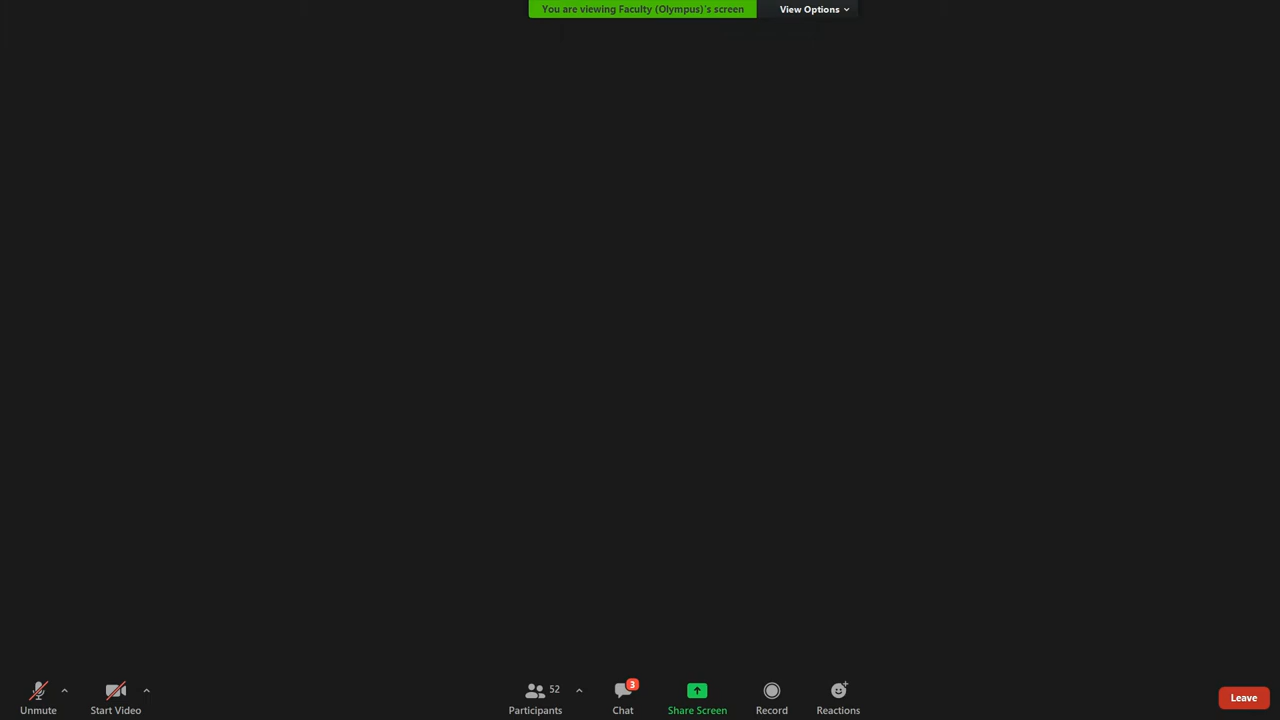 You are viewing Faculty (Olympus)'s screen View Options
Unmute
Start Video
52
Participants
3
Chat
Share Screen
Record
Reactions
Leave